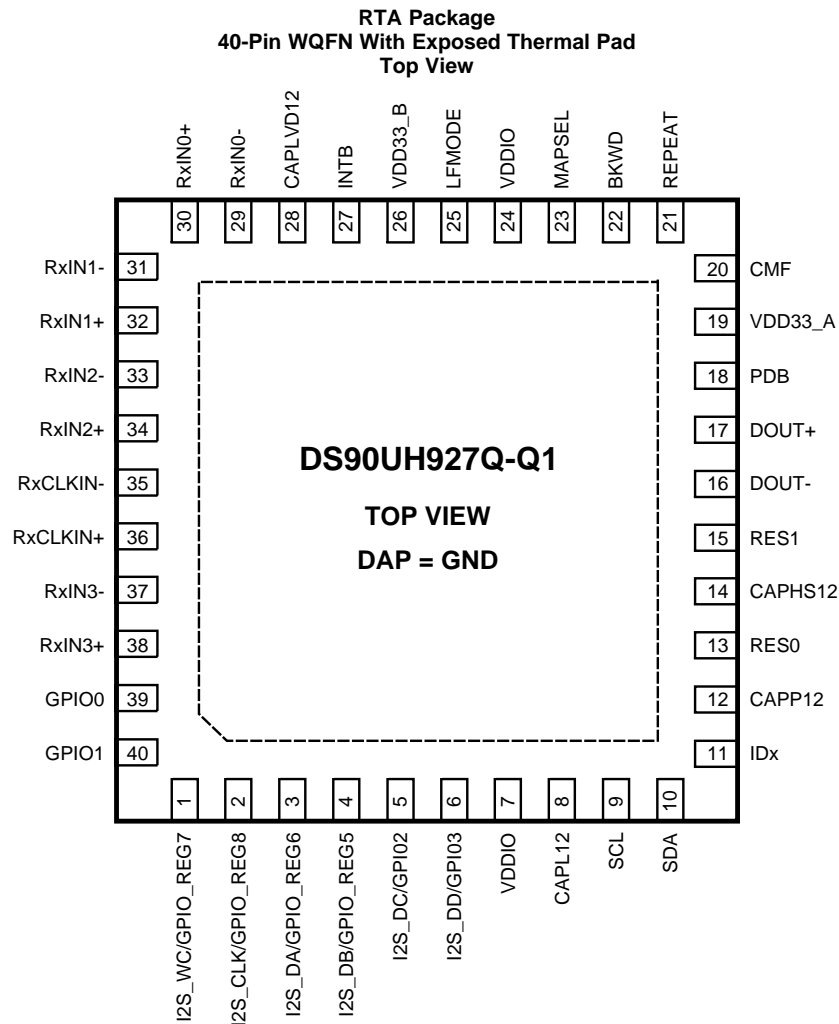 RTA Package
40-Pin WQFN With Exposed Thermal Pad
Top View
RxIN0+
RxIN0-
CAPLVD12
INTB
VDD33_B
LFMODE
VDDIO
MAPSEL
BKWD
REPEAT
30
29
28
27
26
25
24
23
22
21
RxIN1- 31
RxIN1+ 32
RxIN2- 33
RxIN2+ 34
RxCLKIN- 35
RxCLKIN+ 36
RxIN3- 37
RxIN3+ 38
GPIO0 39
GPIO1 40
DS90UH927Q-Q1
TOP VIEW
DAP = GND
20 CMF
19 VDD33_A
18 PDB
17 DOUT+
16 DOUT-
15 RES1
14 CAPHS12
13 RES0
12 CAPP12
11 IDx
1
2
3
4
5
6
7
8
9
10
I2S_WC/GPIO_REG7
I2S_CLK/GPIO_REG8
I2S_DA/GPIO_REG6
I2S_DB/GPIO_REG5
I2S_DC/GPI02
I2S_DD/GPI03
VDDIO
CAPL12
SCL
SDA